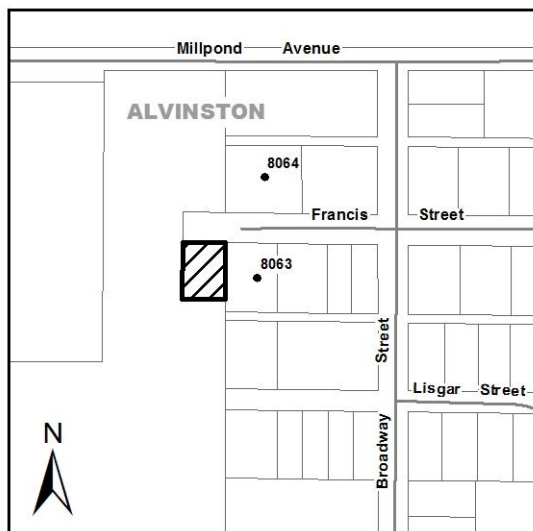 Millpond Avenue
ALVINSTON
8064
Francis Street
8063
Street
Lisgar Street
Broadway
N